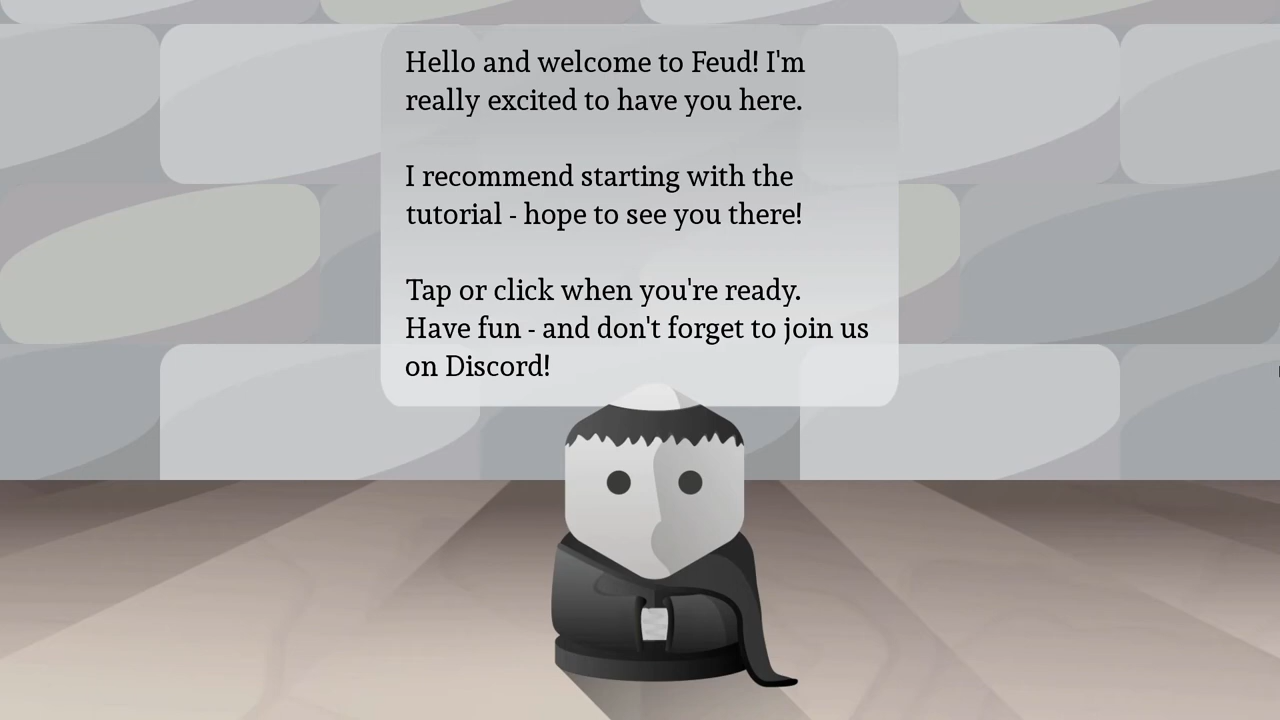 Hello and welcome to Feud! I'm
really excited to have you here.
I recommend starting with the
tutorial - hope to see you there!
Tap or click when you're ready.
Have fun - and don't forget to join us
on Discord!